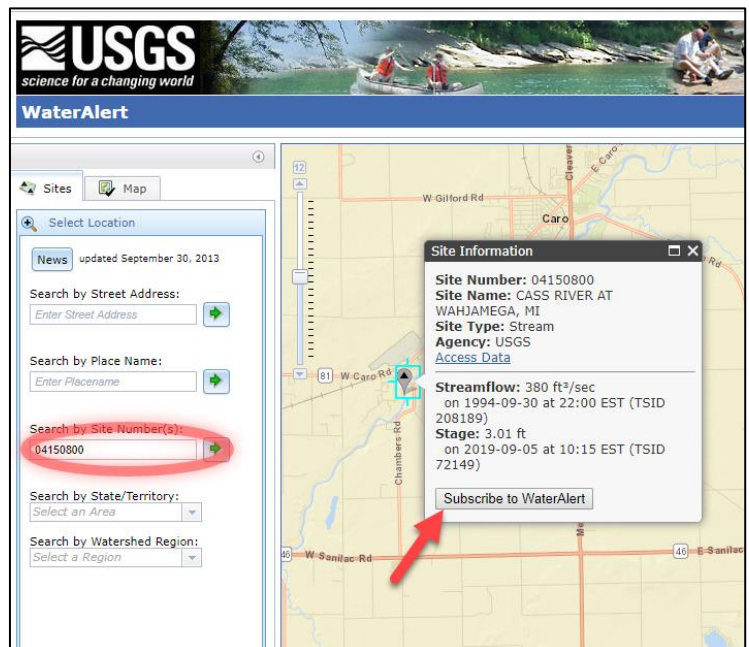 USGS
science for a changing world
WaterAlert
Sites
Map
Select Location
News updated September 30, 2013
Search by Street Address:
Enter Street Address
Search by Place Name:
Enter Placename
Search by Site Number(s):
04150800
Search by State/Territory:
Select an Area
Search by Watershed Region:
Select a Region
12
W Gilford Rd
Cleaver
E Caro
Caro
Rd
81
W Caro Rd
Chambers Rd
46
W Sanilac Rd
46
E Sanilac
Site Information
Site Number: 04150800
Site Name: CASS RIVER AT
WAHJAMEGA, MI
Site Type: Stream
Agency: USGS
Access Data
Streamflow: 380 ft³/sec
on 1994-09-30 at 22:00 EST (TSID
208189)
Stage: 3.01 ft
on 2019-09-05 at 10:15 EST (TSID
72149)
Subscribe to WaterAlert